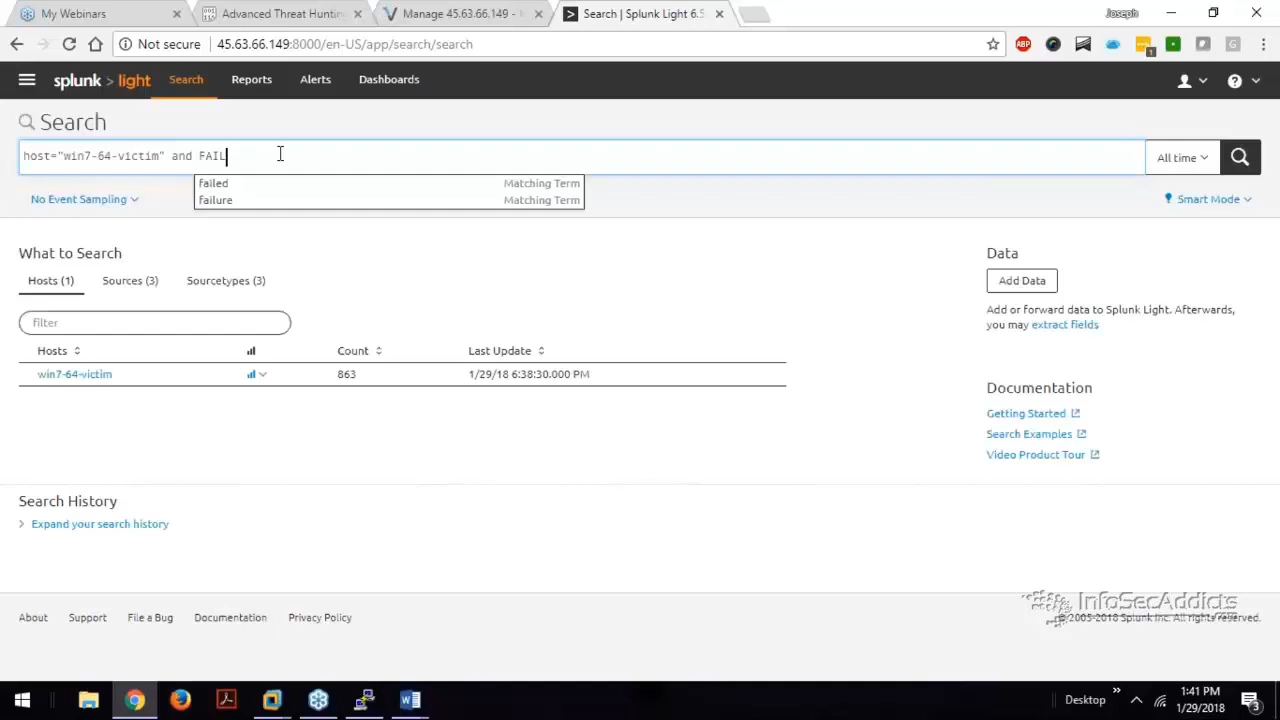 My Webinars
Advanced Threat Huntin
Manage 45.63.66.149 -
Search | Splunk Light 6.5
Joseph
Not secure 45.63.66.149:8000/en-US/app/search/search
ABP
1
G
splunk > light Search Reports Alerts Dashboards
Search
host="win7-64-victim" and FAIL
All time
failed Matching Term
failure Matching Term
No Event Sampling
Smart Mode
What to Search
Hosts (1) Sources (3) Sourcetypes (3)
filter
Hosts Count Last Update
win7-64-victim 863 1/29/18 6:38:30.000 PM
Data
Add Data
Add or forward data to Splunk Light. Afterwards,
you may extract fields
Documentation
Getting Started
Search Examples
Video Product Tour
Search History
Expand your search history
About Support File a Bug Documentation Privacy Policy
InfoSecAddicts
© 2005-2018 Splunk Inc. All rights reserved.
Desktop
1:41 PM
1/29/2018
3